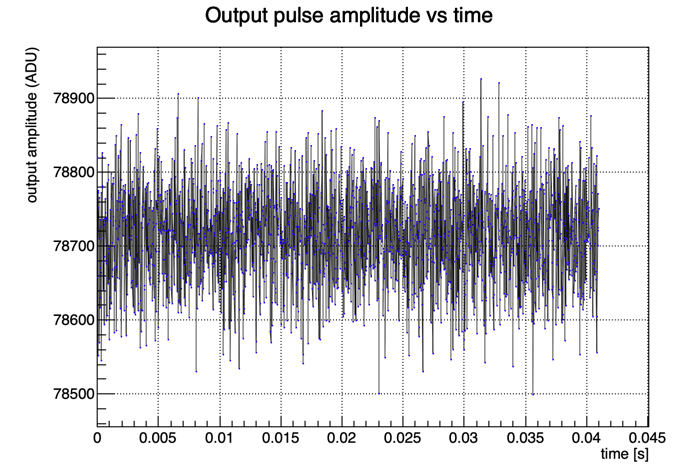 Output pulse amplitude vs time
output amplitude (ADU)
78900
78800
78700
78600
78500
0 0.005 0.01 0.015 0.02 0.025 0.03 0.035 0.04 0.045
time [s]